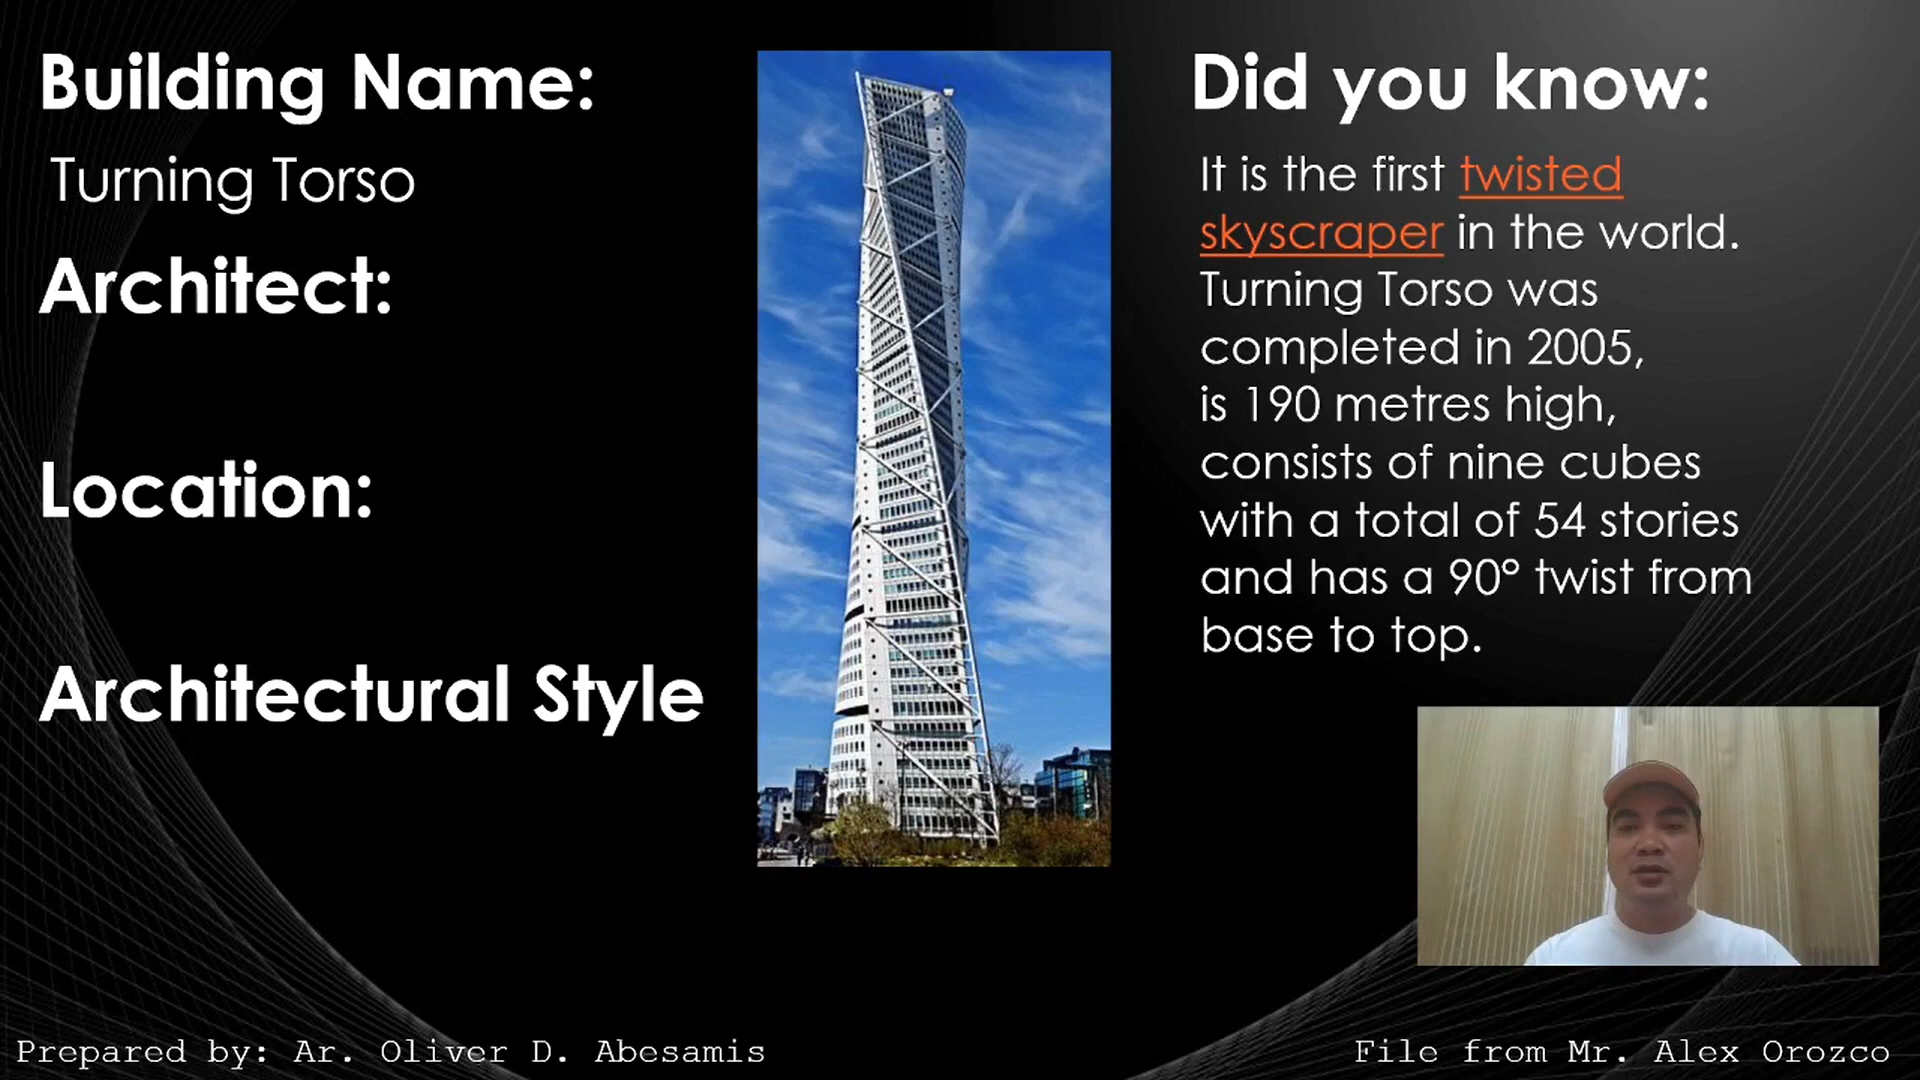 Building Name:
Turning Torso
Architect:
Location:
Architectural Style
Did you know:
It is the first twisted
skyscraper in the world.
Turning Torso was
completed in 2005,
is 190 metres high,
consists of nine cubes
with a total of 54 stories
and has a 90° twist from
base to top.
Prepared by: Ar. Oliver D. Abesamis
File from Mr. Alex Orozco